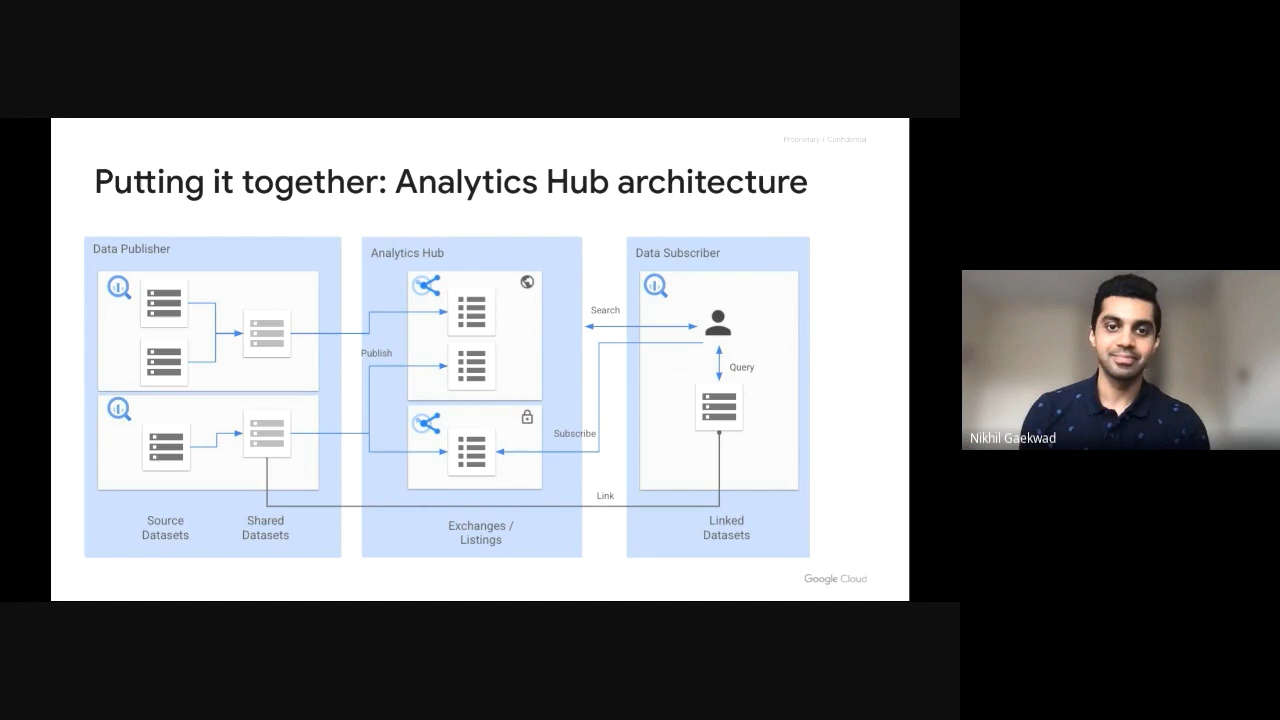 Proprietary + Confidential
Putting it together: Analytics Hub architecture
Data Publisher
Analytics Hub
Data Subscriber
Search
Publish
Query
Subscribe
Link
Source
Datasets
Shared
Datasets
Exchanges /
Listings
Linked
Datasets
Google Cloud
Nikhil Gaekwad